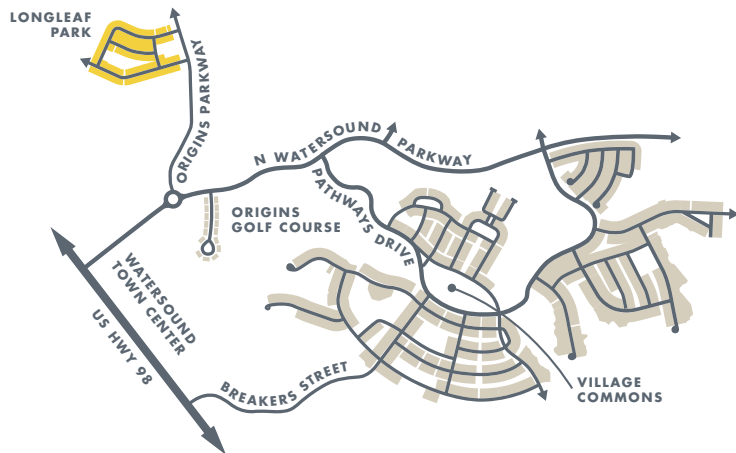 LONGLEAF
PARK
ORIGINS PARKWAY
N WATERSOUND PARKWAY
PATHWAYS DRIVE
ORIGINS
GOLF COURSE
WATERSOUND
TOWN CENTER
US HWY 98
BREAKERS STREET
VILLAGE
COMMONS